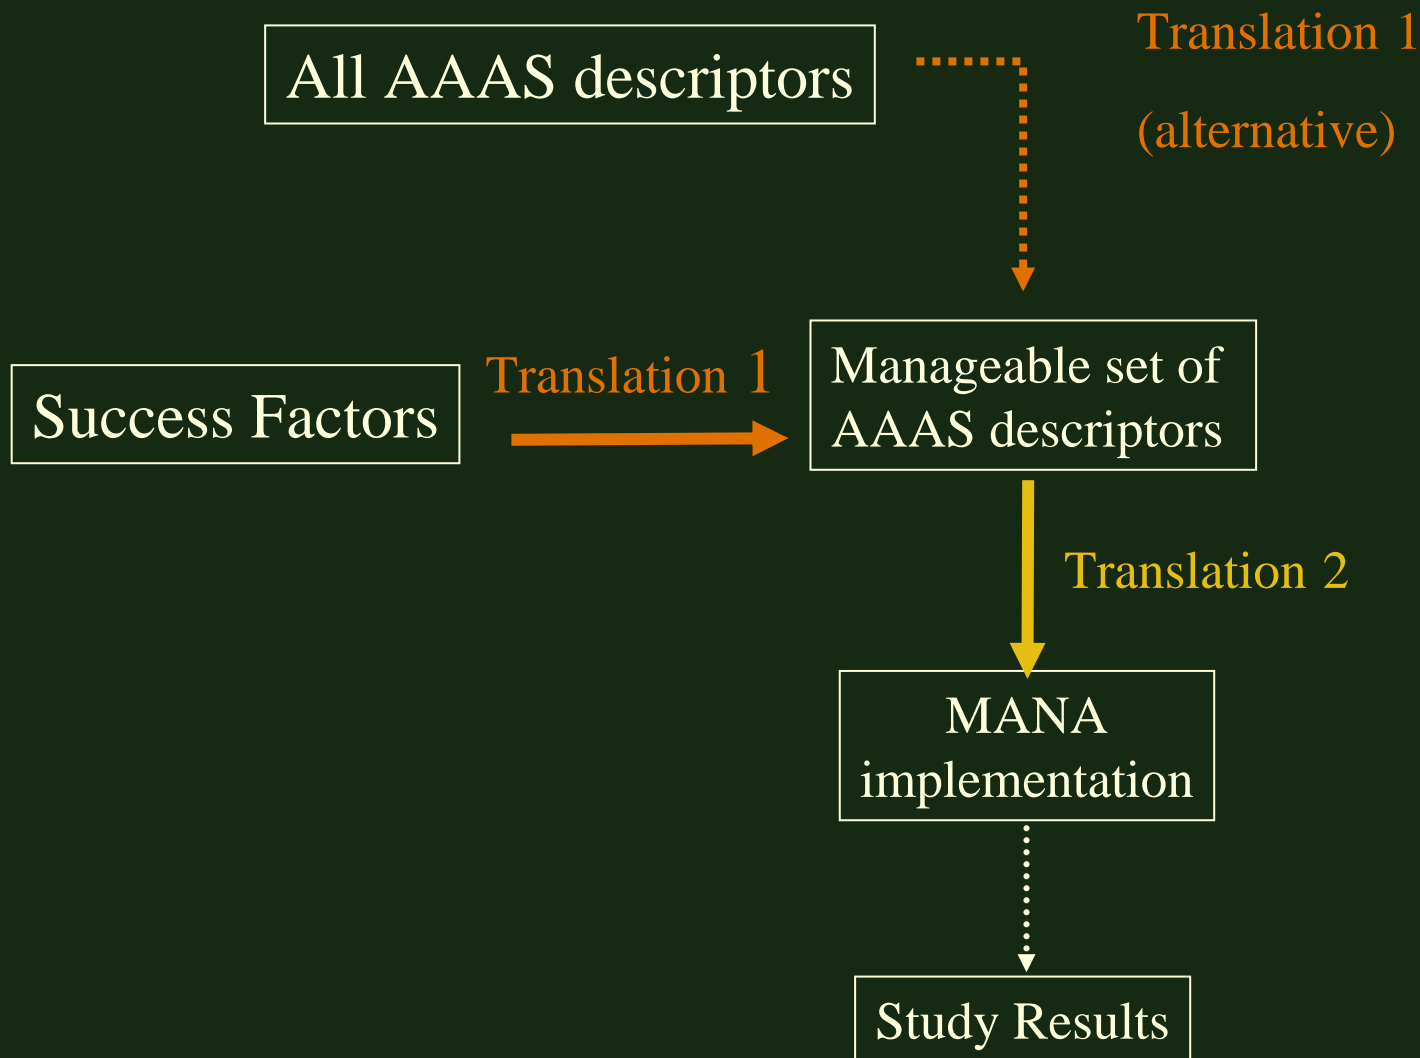 All AAAS descriptors
Translation 1
(alternative)
Success Factors
Translation 1
Manageable set of
AAAS descriptors
Translation 2
MANA
implementation
Study Results